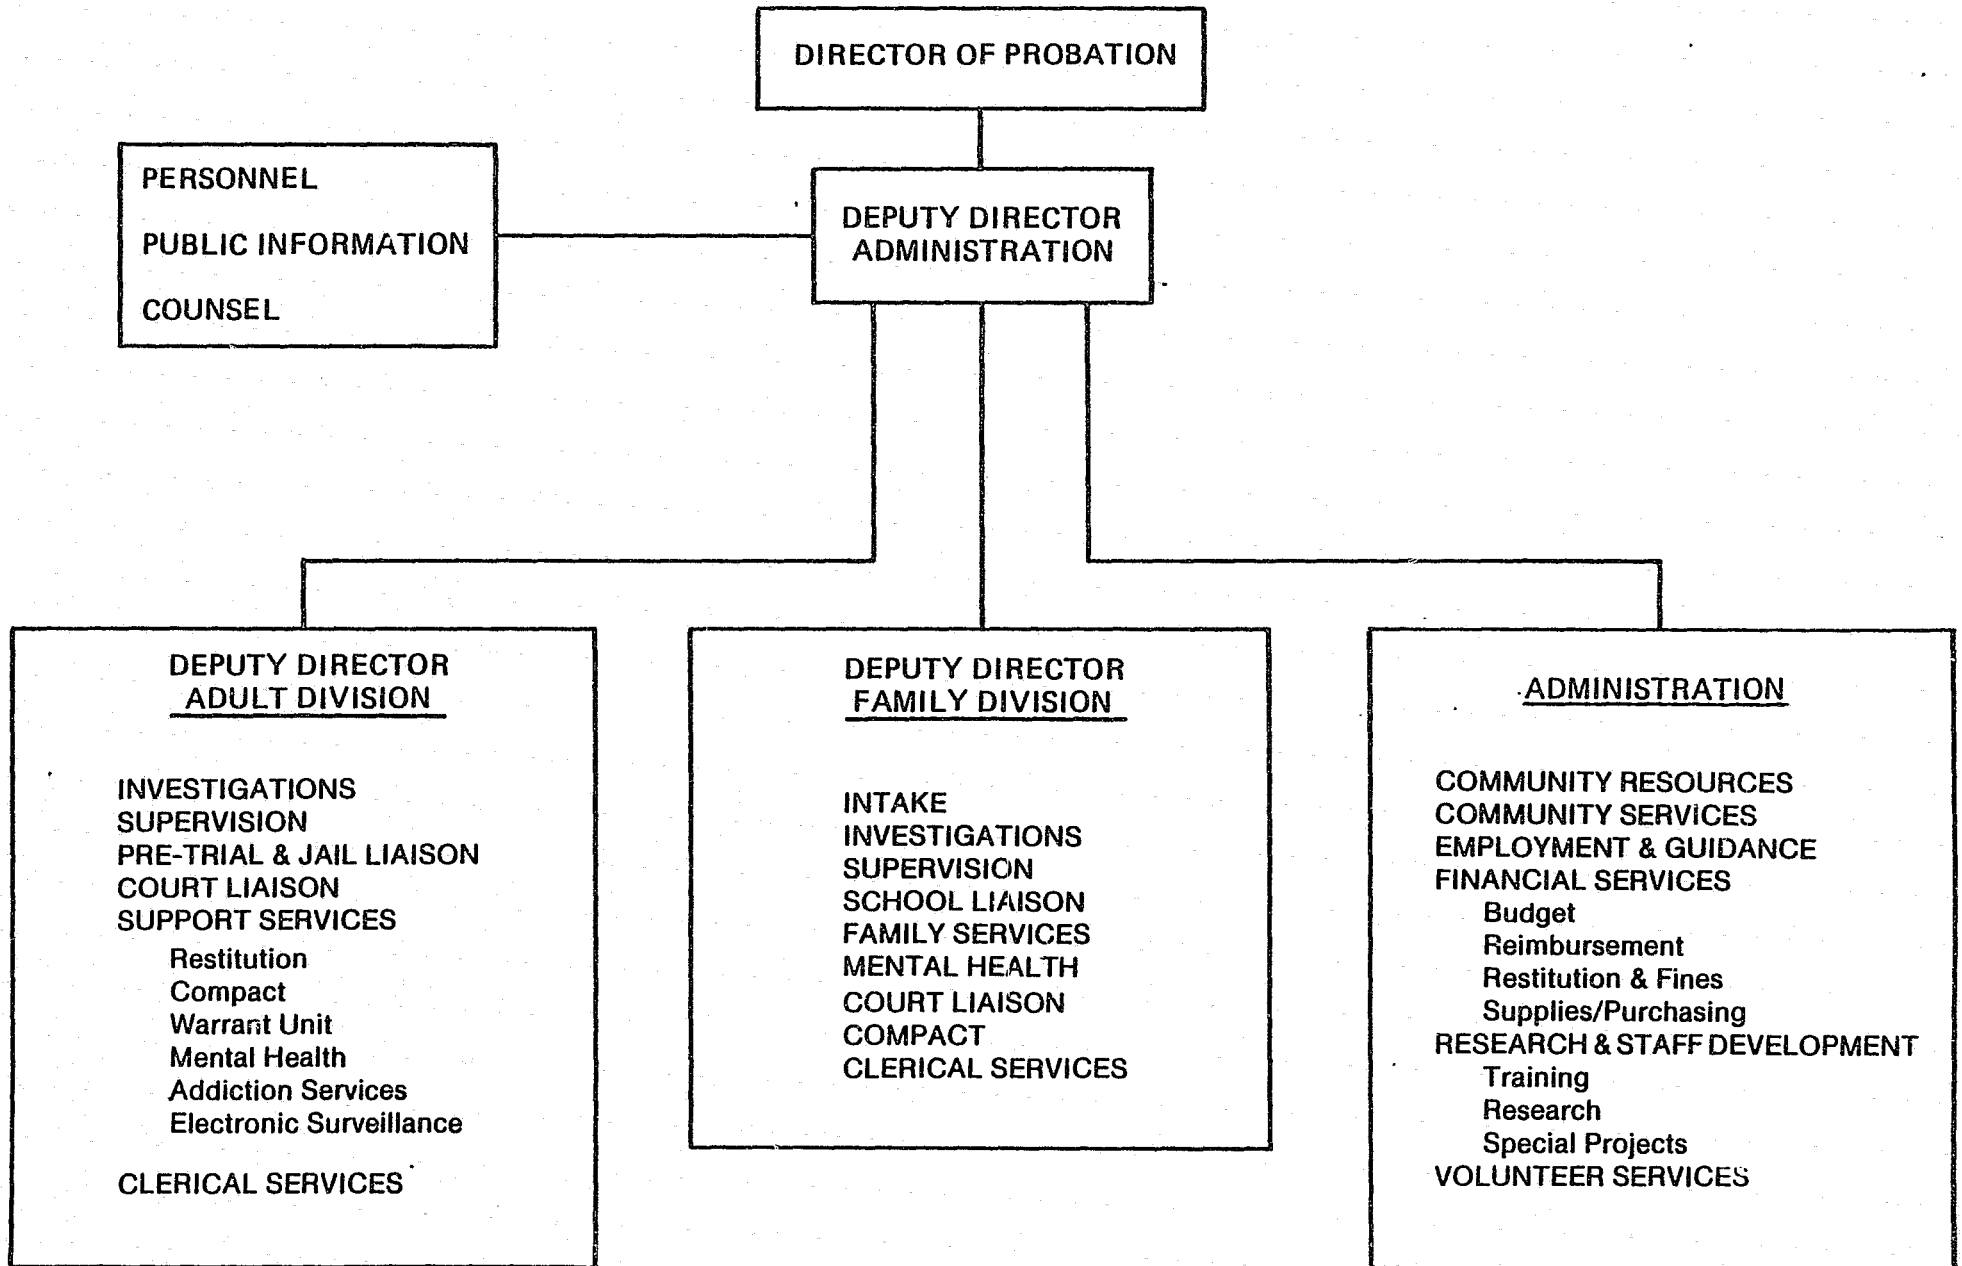 DIRECTOR OF PROBATION
PERSONNEL
PUBLIC INFORMATION
COUNSEL
DEPUTY DIRECTOR
ADMINISTRATION
DEPUTY DIRECTOR
ADULT DIVISION
INVESTIGATIONS
SUPERVISION
PRE-TRIAL & JAIL LIAISON
COURT LIAISON
SUPPORT SERVICES
Restitution
Compact
Warrant Unit
Mental Health
Addiction Services
Electronic Surveillance
CLERICAL SERVICES
DEPUTY DIRECTOR
FAMILY DIVISION
INTAKE
INVESTIGATIONS
SUPERVISION
SCHOOL LIAISON
FAMILY SERVICES
MENTAL HEALTH
COURT LIAISON
COMPACT
CLERICAL SERVICES
ADMINISTRATION
COMMUNITY RESOURCES
COMMUNITY SERVICES
EMPLOYMENT & GUIDANCE
FINANCIAL SERVICES
Budget
Reimbursement
Restitution & Fines
Supplies/Purchasing
RESEARCH & STAFF DEVELOPMENT
Training
Research
Special Projects
VOLUNTEER SERVICES